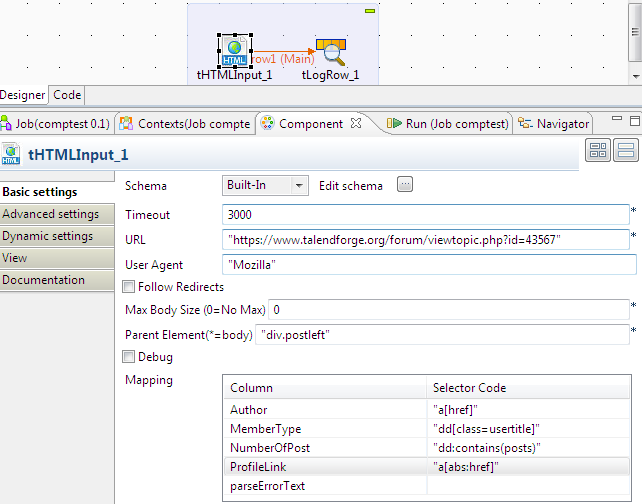 HTML
row1 (Main)
tHTMLInput_1 tLogRow_1
Designer Code
Job(comptest 0.1) Contexts(Job compte Component Run (Job comptest) Navigator
HTML tHTMLInput_1
Basic settings
Advanced settings
Dynamic settings
View
Documentation
Schema Built-In Edit schema ...
Timeout 3000 *
URL "https://www.talendforge.org/forum/viewtopic.php?id=43567" *
User Agent "Mozilla"
Follow Redirects
Max Body Size (0=No Max) 0 *
Parent Element(*=body) "div.postleft" *
Debug
Mapping
Column Selector Code
Author "a[href]"
MemberType "dd[class=usertitle]"
NumberOfPost "dd:contains(posts)"
ProfileLink "a[abs:href]"
parseErrorText